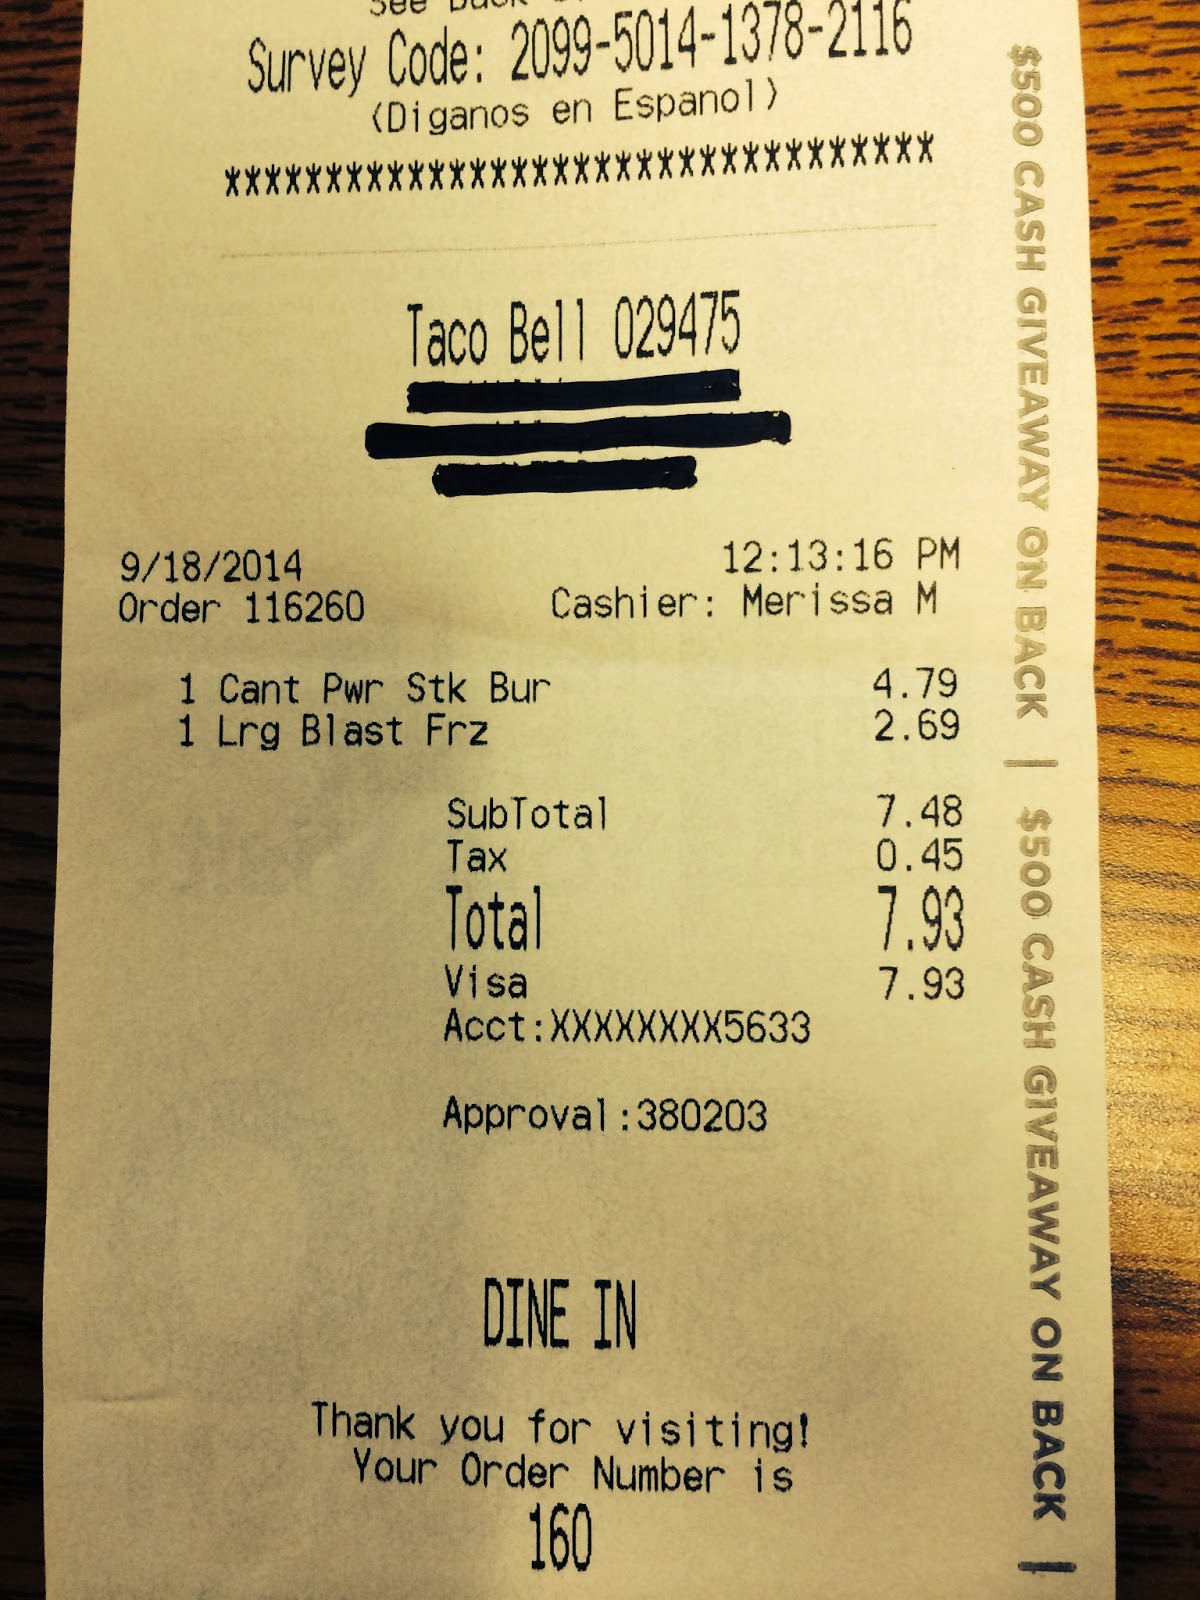 See Back
Survey Code: 2099-5014-1378-2116
(Diganos en Espanol)
***********************************
Taco Bell 029475
9/18/2014 12:13:16 PM
Order 116260 Cashier: Merissa M
1 Cant Pwr Stk Bur 4.79
1 Lrg Blast Frz 2.69
SubTotal 7.48
Tax 0.45
Total 7.93
Visa 7.93
Acct:XXXXXXXX5633
Approval:380203
DINE IN
Thank you for visiting!
Your Order Number is
160
$500 CASH GIVEAWAY ON BACK | $500 CASH GIVEAWAY ON BACK |